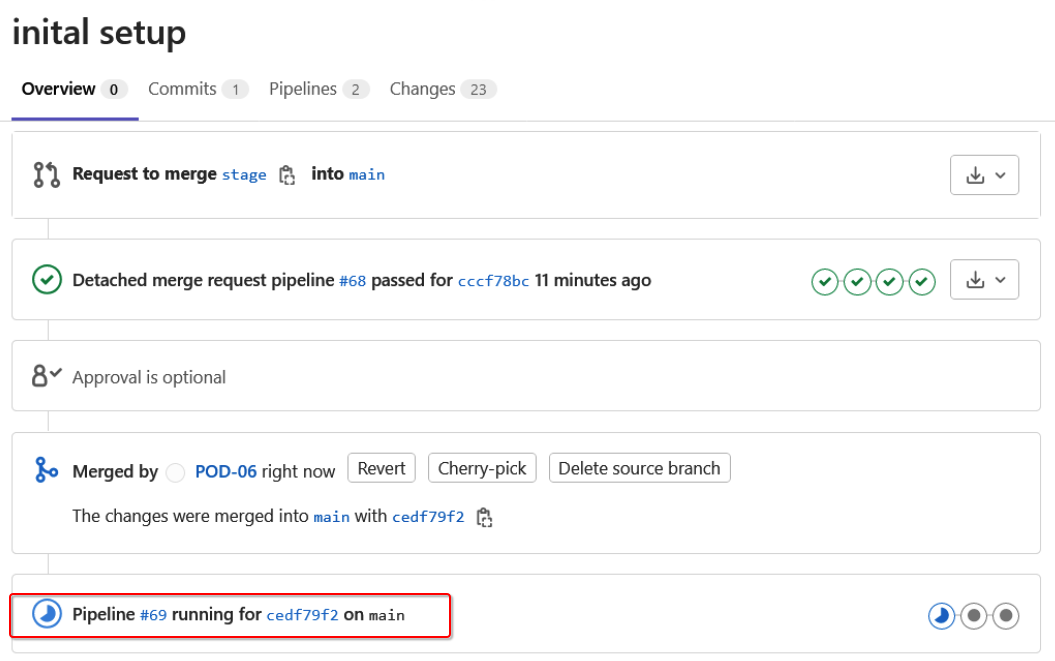 inital setup
Overview 0 Commits 1 Pipelines 2 Changes 23
Request to merge stage into main
Detached merge request pipeline #68 passed for cccf78bc 11 minutes ago
Approval is optional
Merged by POD-06 right now Revert Cherry-pick Delete source branch
The changes were merged into main with cedf79f2
Pipeline #69 running for cedf79f2 on main